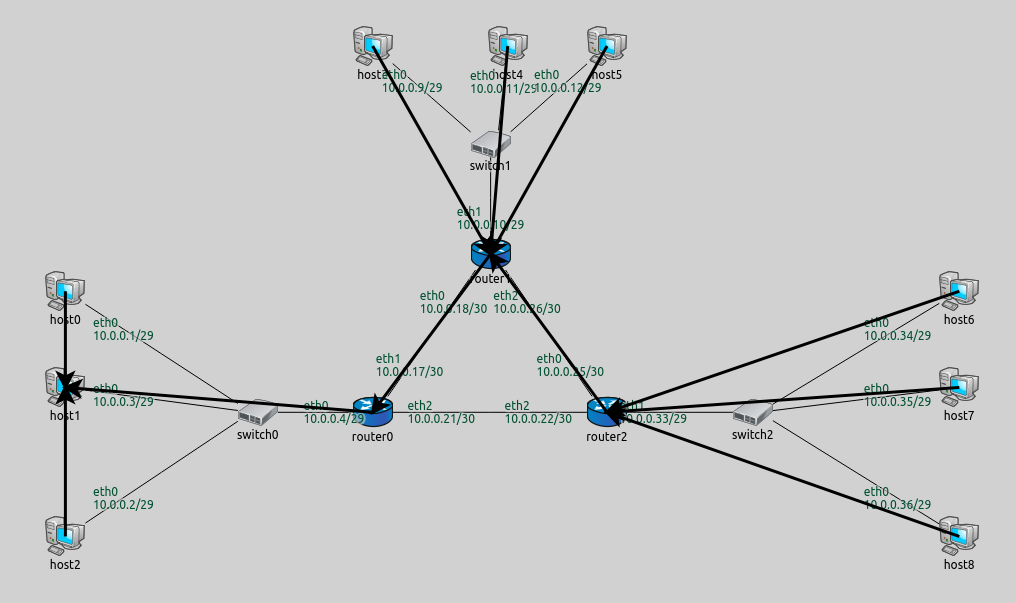 host4
host5
eth0
10.0.0.9/29
eth0
10.0.0.11/29
eth0
10.0.0.12/29
switch1
eth1
10.0.0.10/29
router1
eth0
10.0.0.18/30
eth2
10.0.0.26/30
host0
eth0
10.0.0.1/29
host6
eth0
10.0.0.34/29
eth1
10.0.0.17/30
eth0
10.0.0.25/30
host1
eth0
10.0.0.3/29
eth0
10.0.0.4/29
eth2
10.0.0.21/30
eth2
10.0.0.22/30
10.0.0.33/29
eth0
10.0.0.35/29
host7
switch0
router0
router2
switch2
eth0
10.0.0.2/29
eth0
10.0.0.36/29
host2
host8